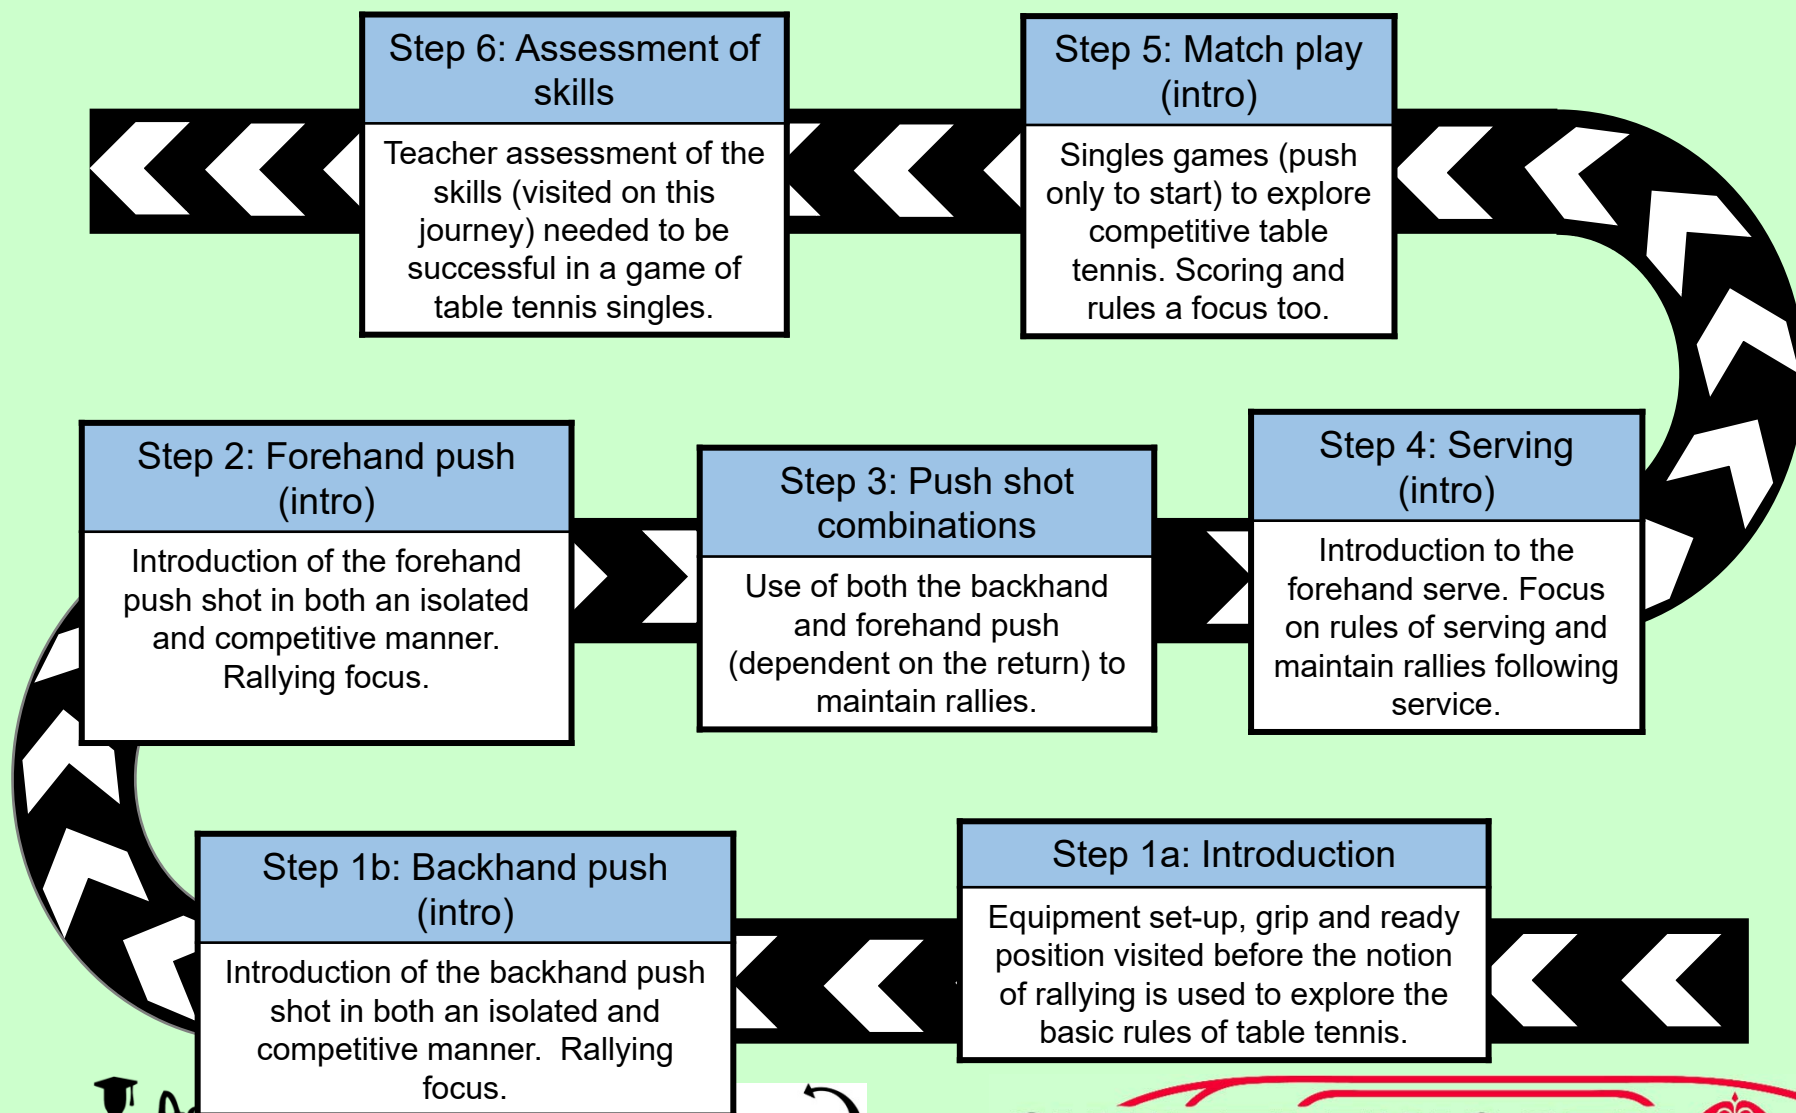 Step 6: Assessment of
skills
Teacher assessment of the
skills (visited on this
journey) needed to be
successful in a game of
table tennis singles.
Step 5: Match play
(intro)
Singles games (push
only to start) to explore
competitive table
tennis. Scoring and
rules a focus too.
Step 2: Forehand push
(intro)
Introduction of the forehand
push shot in both an isolated
and competitive manner.
Rallying focus.
Step 3: Push shot
combinations
Use of both the backhand
and forehand push
(dependent on the return) to
maintain rallies.
Step 4: Serving
(intro)
Introduction to the
forehand serve. Focus
on rules of serving and
maintain rallies following
service.
Step 1b: Backhand push
(intro)
Introduction of the backhand push
shot in both an isolated and
competitive manner.  Rallying
focus.
Step 1a: Introduction
Equipment set-up, grip and ready
position visited before the notion
of rallying is used to explore the
basic rules of table tennis.